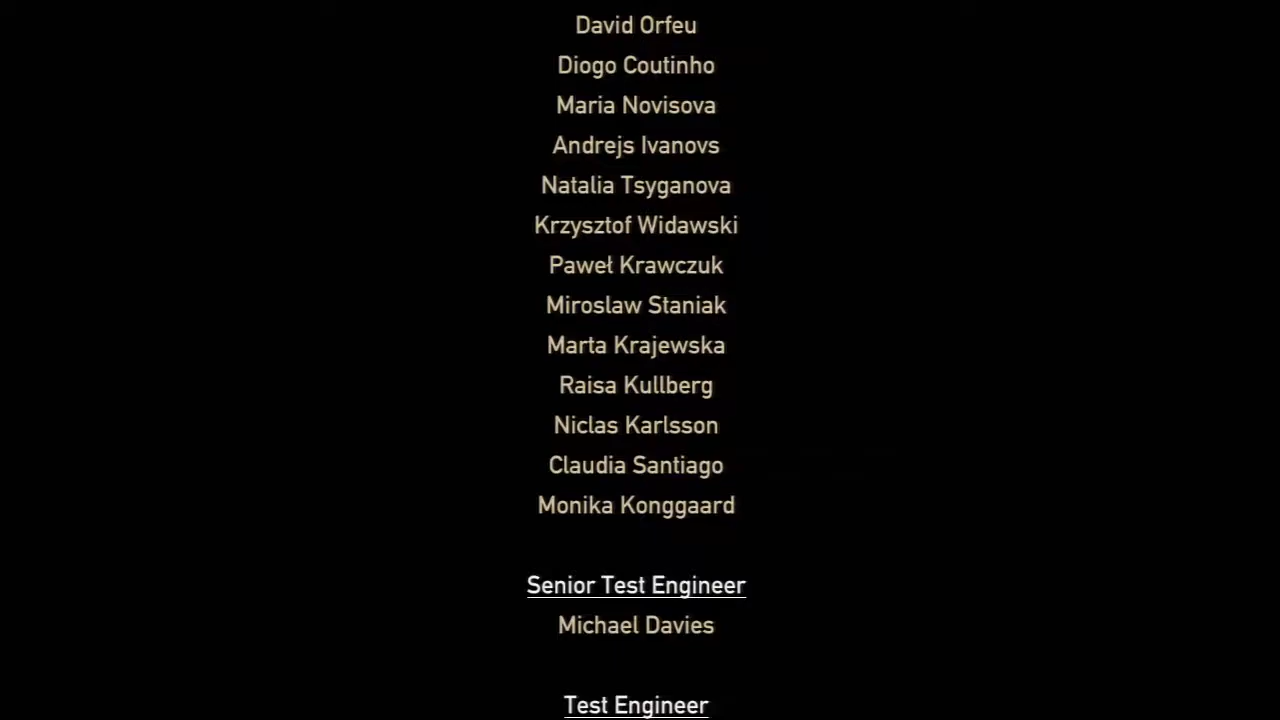 David Orfeu
Diogo Coutinho
Maria Novisova
Andrejs Ivanovs
Natalia Tsyganova
Krzysztof Widawski
Paweł Krawczuk
Miroslaw Staniak
Marta Krajewska
Raisa Kullberg
Niclas Karlsson
Claudia Santiago
Monika Konggaard
Senior Test Engineer
Michael Davies
Test Engineer